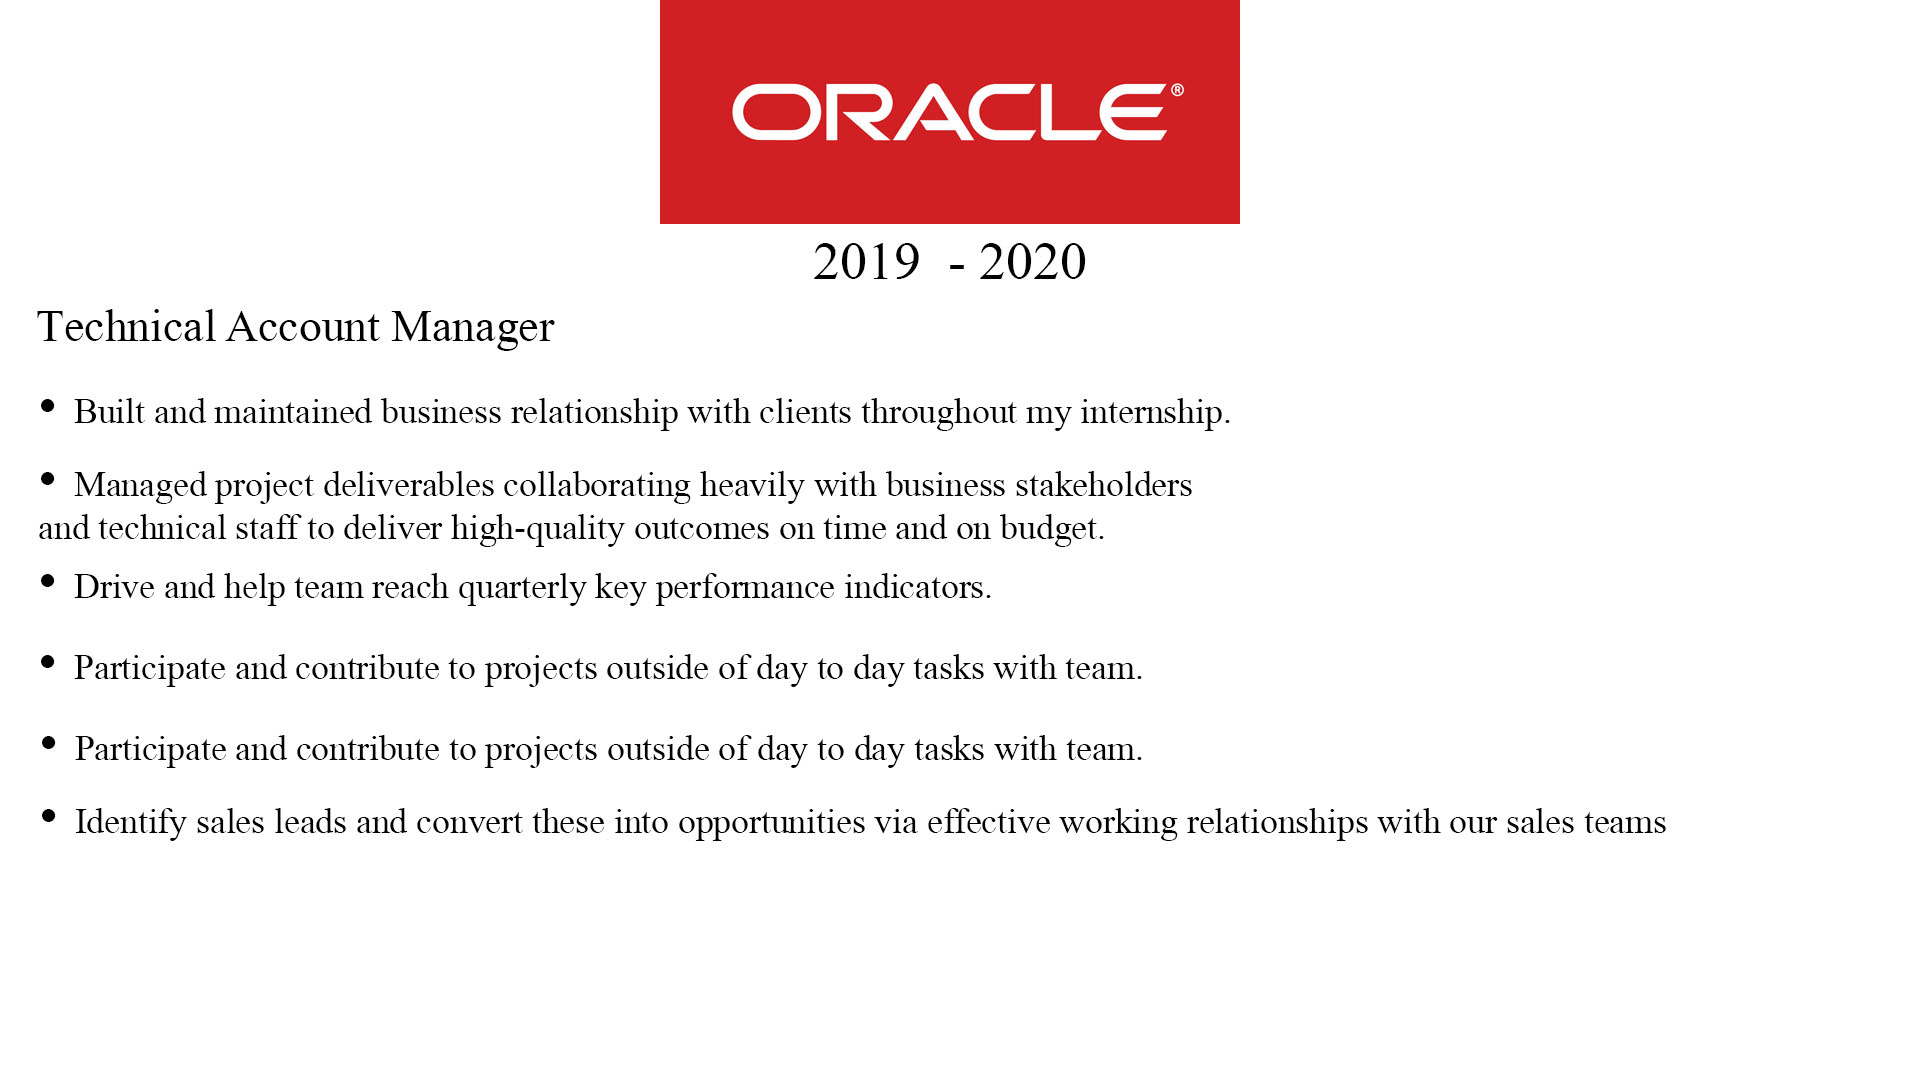 ORACLE®
2019 - 2020
Technical Account Manager
• Built and maintained business relationship with clients throughout my internship.
• Managed project deliverables collaborating heavily with business stakeholders
and technical staff to deliver high-quality outcomes on time and on budget.
• Drive and help team reach quarterly key performance indicators.
• Participate and contribute to projects outside of day to day tasks with team.
• Participate and contribute to projects outside of day to day tasks with team.
• Identify sales leads and convert these into opportunities via effective working relationships with our sales teams